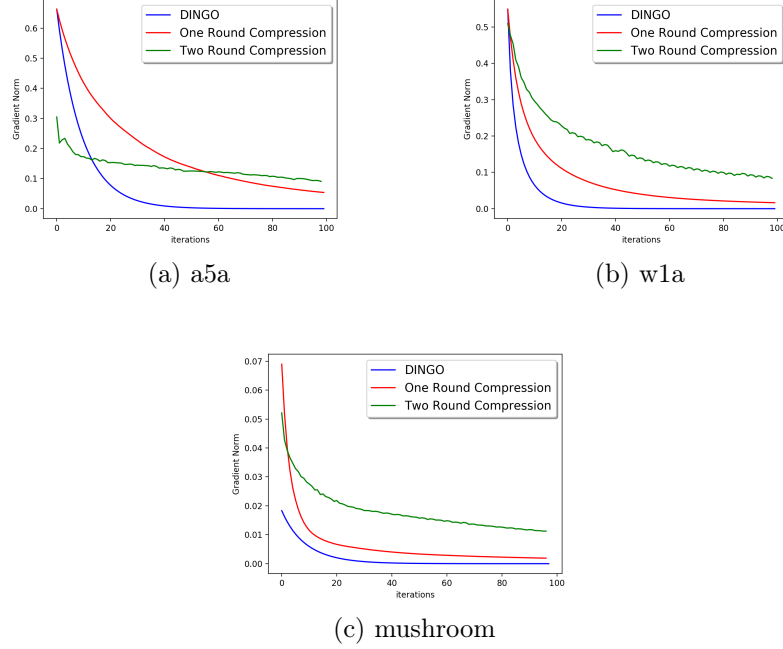 0.6
0.5
0.4
0.3
0.2
0.1
0.0
Gradient Norm
DINGO
One Round Compression
Two Round Compression
0 20 40 60 80 100
iterations
(a) a5a
0.5
0.4
0.3
0.2
0.1
0.0
Gradient Norm
DINGO
One Round Compression
Two Round Compression
0 20 40 60 80 100
iterations
(b) w1a
0.07
0.06
0.05
0.04
0.03
0.02
0.01
0.00
Gradient Norm
DINGO
One Round Compression
Two Round Compression
0 20 40 60 80 100
iterations
(c) mushroom